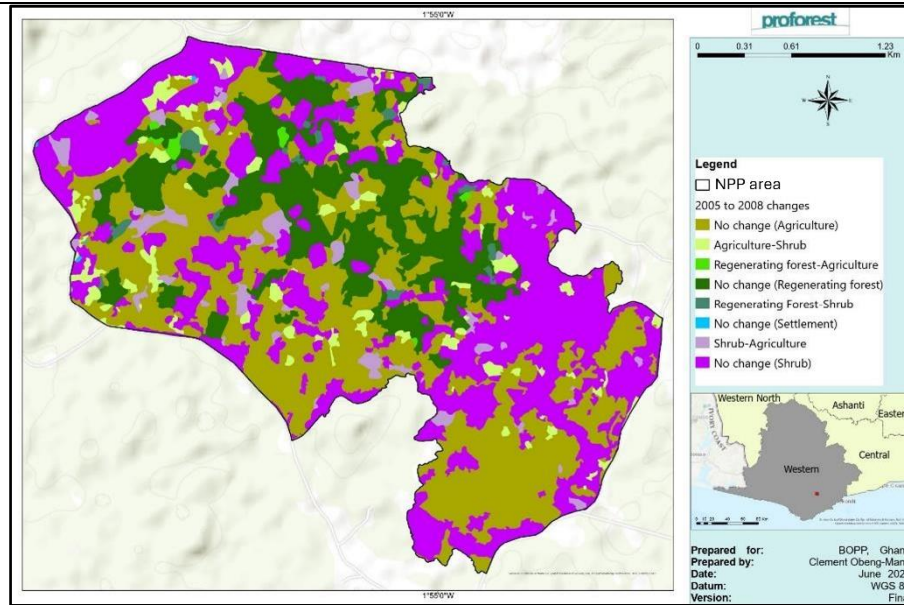 1°55'0"W
proforest
0 0.31 0.61 1.23
Km
N
W E
S
Legend
NPP area
2005 to 2008 changes
No change (Agriculture)
Agriculture-Shrub
Regenerating forest-Agriculture
No change (Regenerating forest)
Regenerating Forest-Shrub
No change (Settlement)
Shrub-Agriculture
No change (Shrub)
Western North
Ashanti
Easter
Central
Western
Prepared for: BOPP, Ghan
Prepared by: Clement Obeng-Man
Date: June 202
Datum: WGS 8
Version: Fina
1°55'0"W